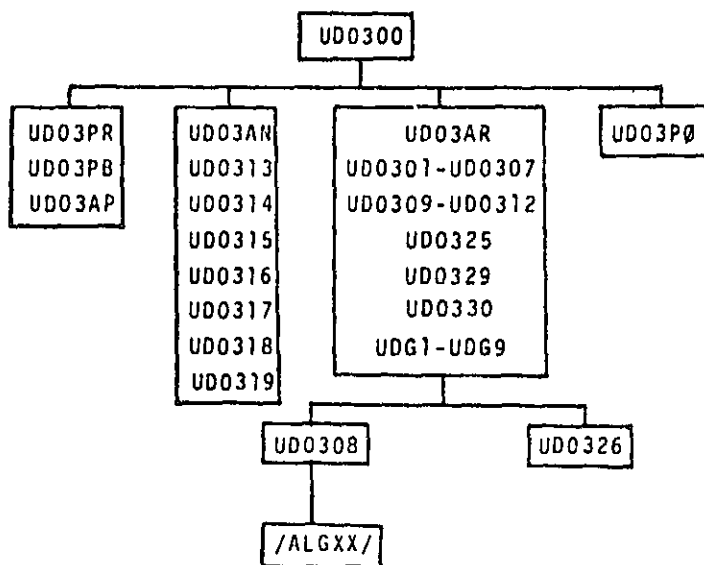 UD0300
UD03PR
UD03PB
UD03AP
UD03AN
UD0313
UD0314
UD0315
UD0316
UD0317
UD0318
UD0319
UD03AR
UD0301-UD0307
UD0309-UD0312
UD0325
UD0329
UD0330
UDG1-UDG9
UD03PØ
UD0308
UD0326
/ALGXX/